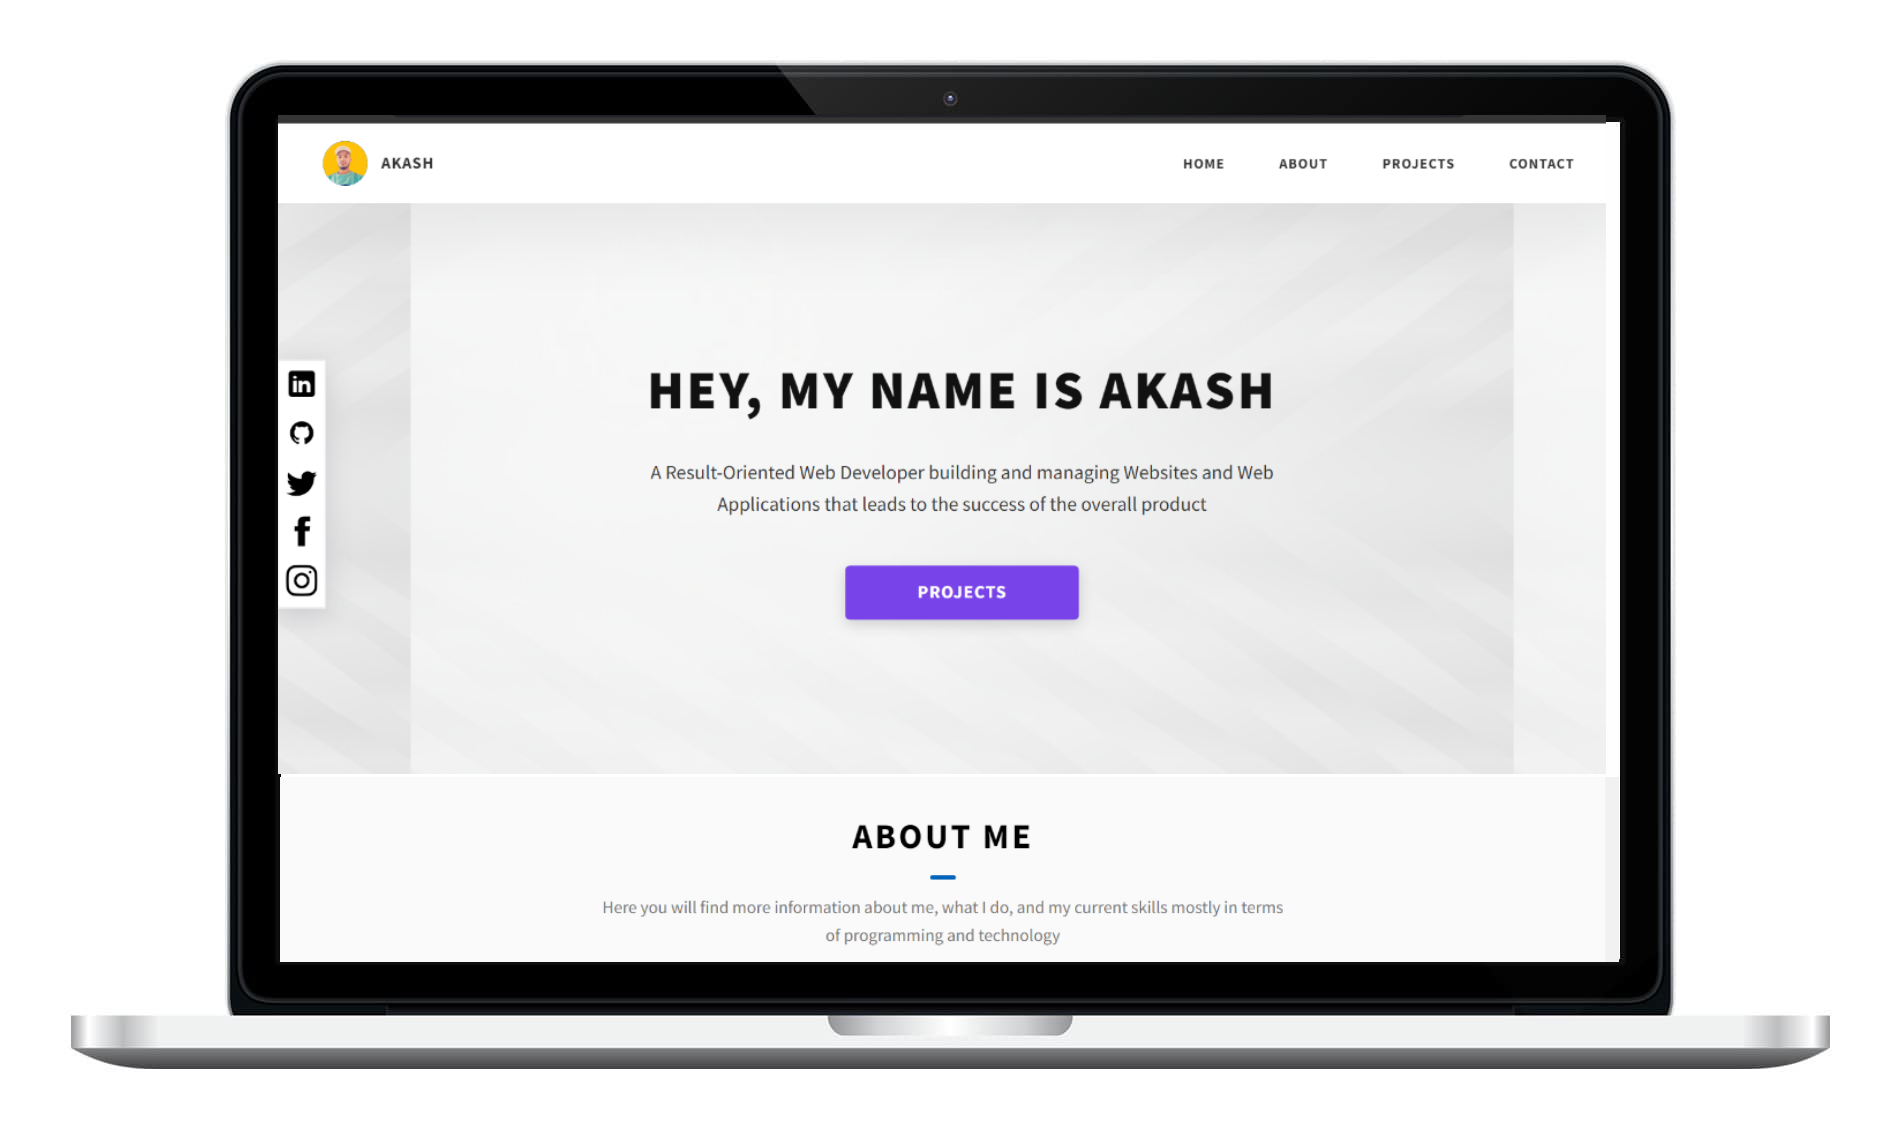 AKASH
HOME
ABOUT
PROJECTS
CONTACT
in
HEY, MY NAME IS AKASH
A Result-Oriented Web Developer building and managing Websites and Web
Applications that leads to the success of the overall product
PROJECTS
ABOUT ME
Here you will find more information about me, what I do, and my current skills mostly in terms
of programming and technology